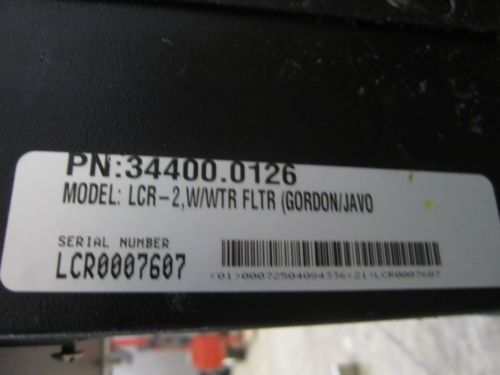 PN:34400.0126
MODEL: LCR-2,W/WTR FLTR (GORDON/JAVO
SERIAL NUMBER
LCR0007607
(01)00072504084336(21)LCR0007607